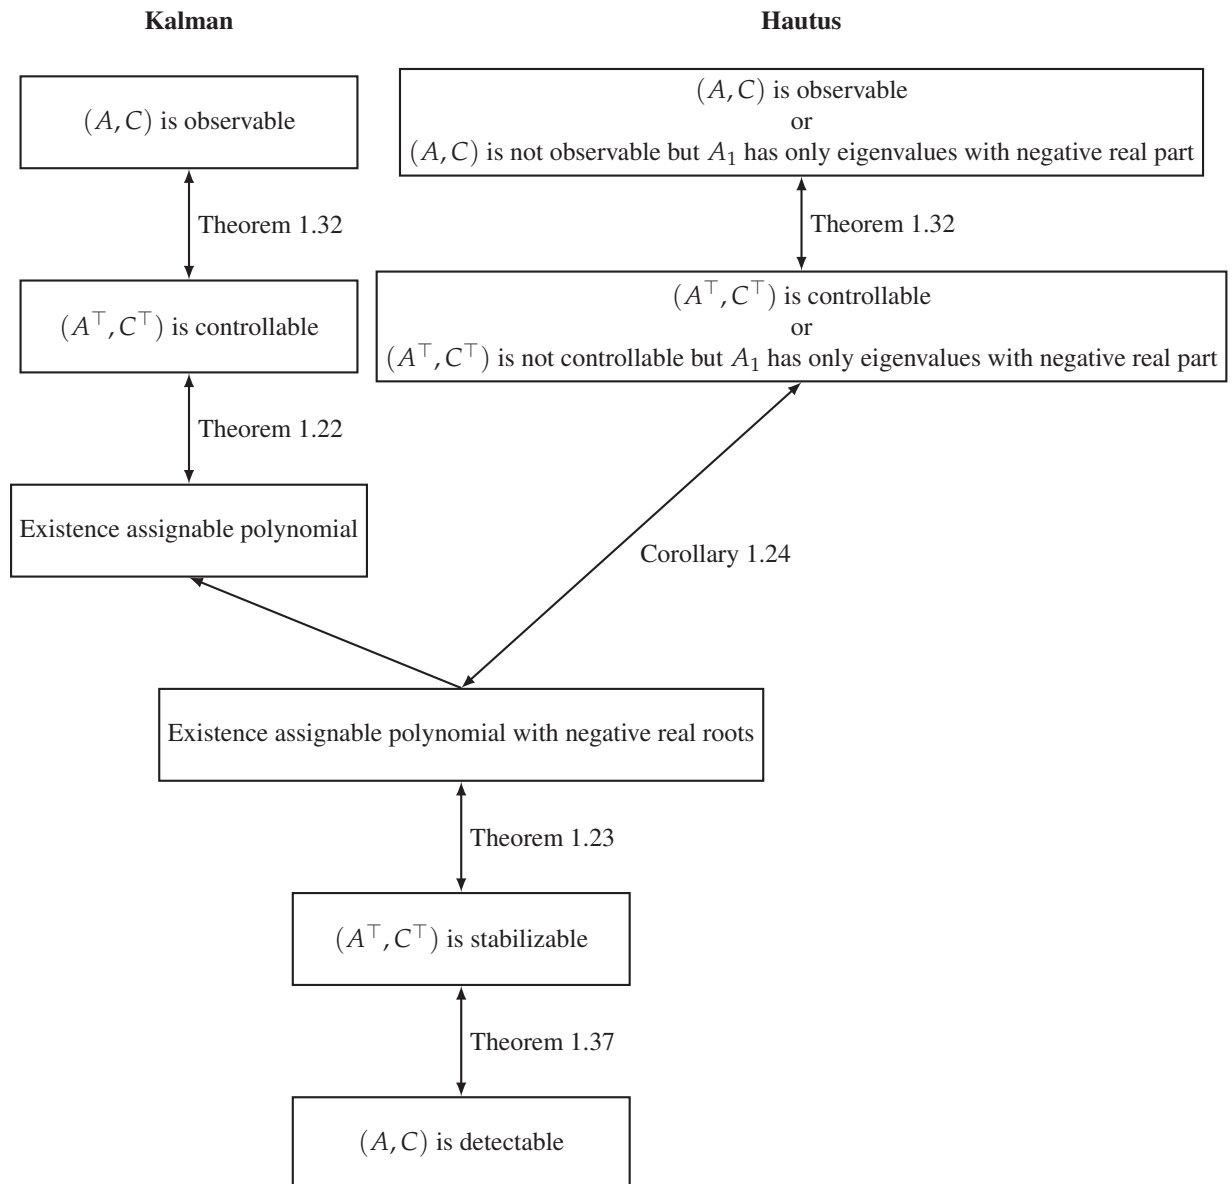 Kalman
Hautus
(A, C) is observable
(A, C) is observable
or
(A, C) is not observable but A₁ has only eigenvalues with negative real part
Theorem 1.32
Theorem 1.32
(A⊤, C⊤) is controllable
(A⊤, C⊤) is controllable
or
(A⊤, C⊤) is not controllable but A₁ has only eigenvalues with negative real part
Theorem 1.22
Existence assignable polynomial
Corollary 1.24
Existence assignable polynomial with negative real roots
Theorem 1.23
(A⊤, C⊤) is stabilizable
Theorem 1.37
(A, C) is detectable